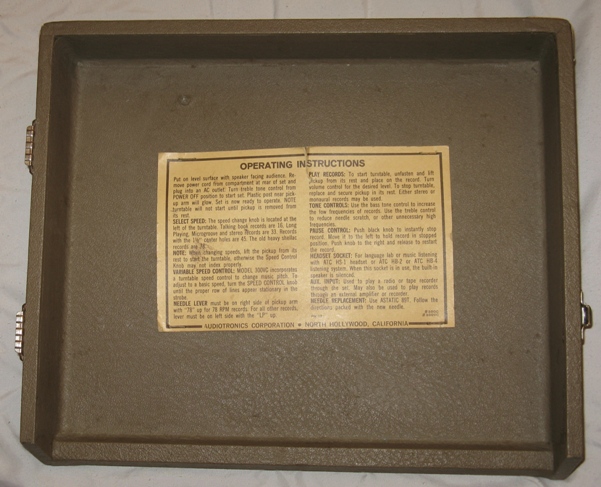 OPERATING INSTRUCTIONS
Put on level surface with speaker facing audience. Re-
move power cord from compartment at rear of set and
plug into an AC outlet. Turn treble tone control from
POWER OFF position to start set. Plastic post near pick-
up arm will glow. Set is now ready to operate. NOTE
turntable will not start until pickup is removed from
its rest.
SELECT SPEED: The speed change knob is located at the
left of the turntable. Talking book records are 16. Long
Playing, Microgroove and stereo records are 33. Records
with the 1½" center holes are 45. The old heavy shellac
records are 78.
NOTE: When changing speeds, lift the pickup from its
rest to start the turntable, otherwise the Speed Control
Knob may not index properly.
VARIABLE SPEED CONTROL: MODEL incorporates
a turntable speed control to change music pitch. To
adjust to a basic speed, turn the SPEED CONTROL knob
until the proper row of lines appear stationary in the
strobe.
NEEDLE LEVER must be on right side of pickup arm
with "78" up for 78 RPM records. For all other records,
lever must be on left side with the "LP" up.
PLAY RECORDS: To start turntable, unfasten and lift
pickup from its rest and place on the record. Turn
volume control for the desired level. To stop turntable,
replace and secure pickup in its rest. Either stereo or
monaural records may be used.
TONE CONTROLS: Use the bass tone control to increase
the low frequencies of records. Use the treble control
to reduce needle scratch, or other unnecessary high
frequencies.
PAUSE CONTROL: Push black knob to instantly stop
record. Move it to the left to hold record in stopped
position. Push knob to the right and release to restart
the record.
HEADSET SOCKET: For language lab or music listening
with ATC HS-1 headset or ATC HB-2 or ATC HB-8
listening system. When this socket is in use, the built-in
speaker is silenced.
AUX. INPUT: Used to play a radio or tape recorder
through the set. May also be used to play records
through an external amplifier or recorder.
NEEDLE REPLACEMENT: Use ASTATIC Follow the
directions packed with the new needle.
AUDIOTRONICS CORPORATION • NORTH HOLLYWOOD, CALIFORNIA